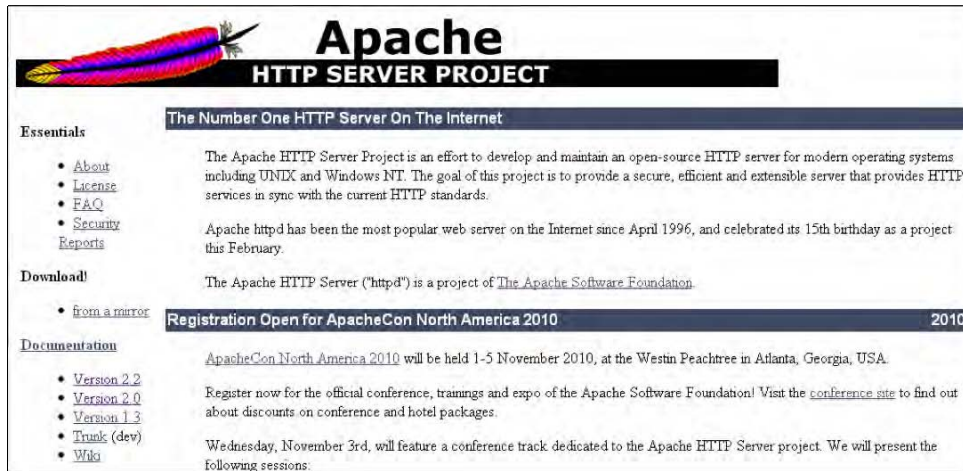 Apache
HTTP SERVER PROJECT
Essentials
• About
• License
• FAQ
• Security
Reports
Download!
• from a mirror
Documentation
• Version 2.2
• Version 2.0
• Version 1.3
• Trunk (dev)
• Wiki
The Number One HTTP Server On The Internet
The Apache HTTP Server Project is an effort to develop and maintain an open-source HTTP server for modern operating systems
including UNIX and Windows NT. The goal of this project is to provide a secure, efficient and extensible server that provides HTTP
services in sync with the current HTTP standards.
Apache httpd has been the most popular web server on the Internet since April 1996, and celebrated its 15th birthday as a project
this February.
The Apache HTTP Server ("httpd") is a project of The Apache Software Foundation.
Registration Open for ApacheCon North America 2010 2010
ApacheCon North America 2010 will be held 1-5 November 2010, at the Westin Peachtree in Atlanta, Georgia, USA.
Register now for the official conference, trainings and expo of the Apache Software Foundation! Visit the conference site to find out
about discounts on conference and hotel packages.
Wednesday, November 3rd, will feature a conference track dedicated to the Apache HTTP Server project. We will present the
following sessions: